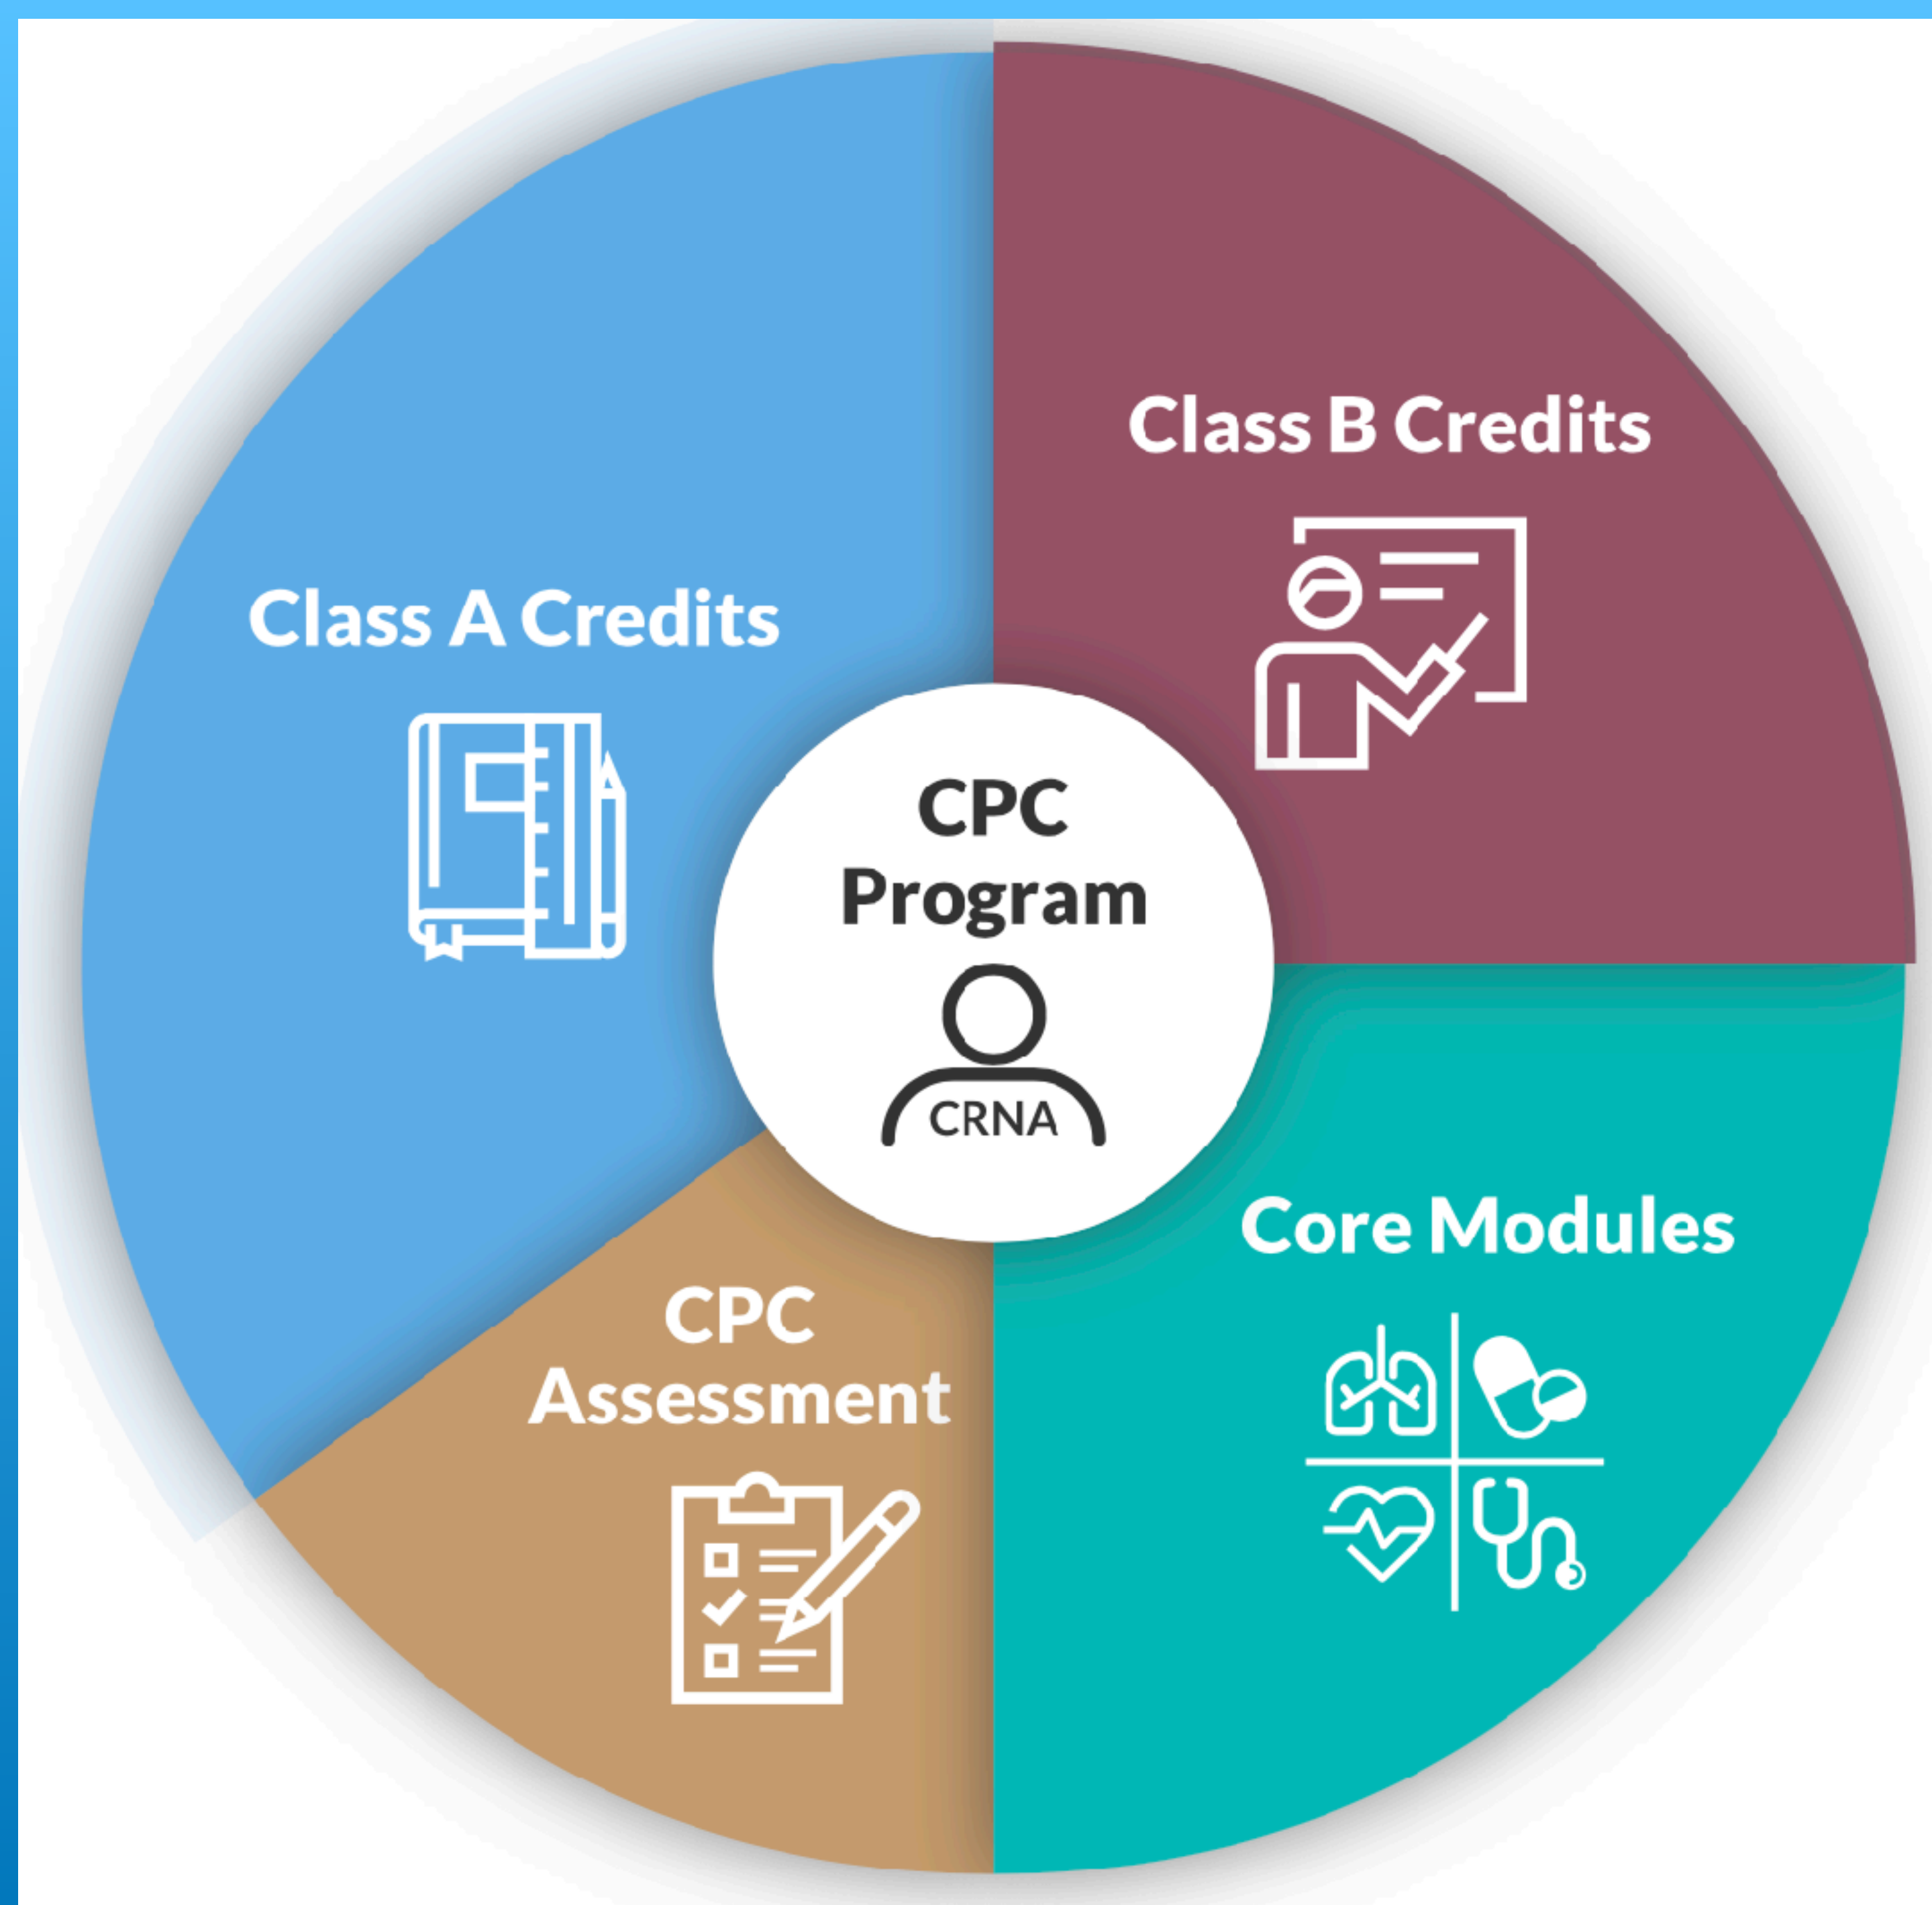 Class B Credits
Class A Credits
CPC
Program
CRNA
Core Modules
CPC
Assessment